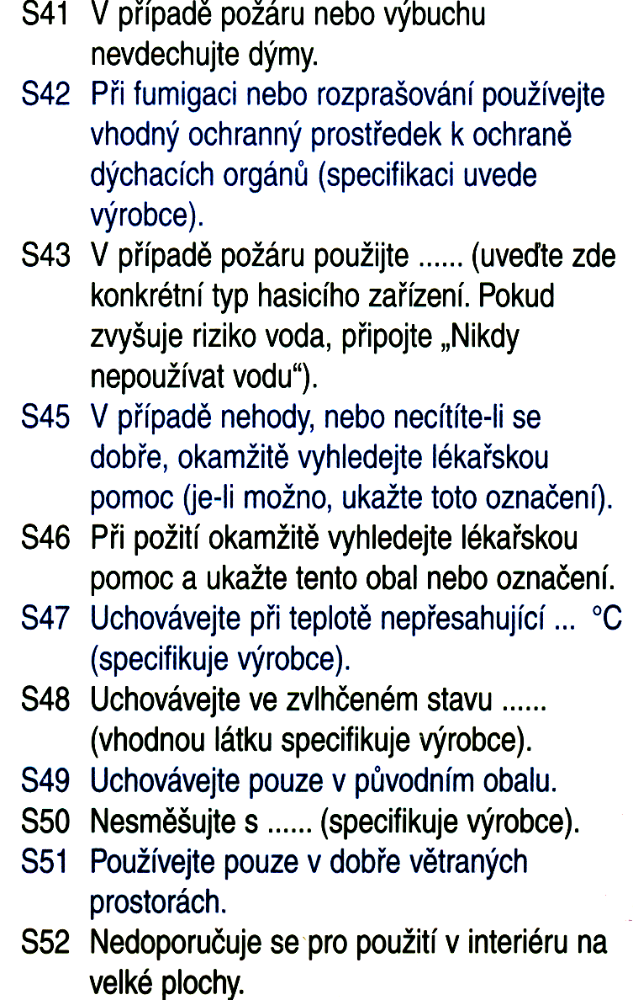 S41 V případě požáru nebo výbuchu
nevdechujte dýmy.
S42 Při fumigaci nebo rozprašování používejte
vhodný ochranný prostředek k ochraně
dýchacích orgánů (specifikaci uvede
výrobce).
S43 V případě požáru použijte ...... (uveďte zde
konkrétní typ hasicího zařízení. Pokud
zvyšuje riziko voda, připojte „Nikdy
nepoužívat vodu“).
S45 V případě nehody, nebo necítíte-li se
dobře, okamžitě vyhledejte lékařskou
pomoc (je-li možno, ukažte toto označení).
S46 Při požití okamžitě vyhledejte lékařskou
pomoc a ukažte tento obal nebo označení.
S47 Uchovávejte při teplotě nepřesahující ... °C
(specifikuje výrobce).
S48 Uchovávejte ve zvlhčeném stavu ......
(vhodnou látku specifikuje výrobce).
S49 Uchovávejte pouze v původním obalu.
S50 Nesměšujte s ...... (specifikuje výrobce).
S51 Používejte pouze v dobře větraných
prostorách.
S52 Nedoporučuje se pro použití v interiéru na
velké plochy.